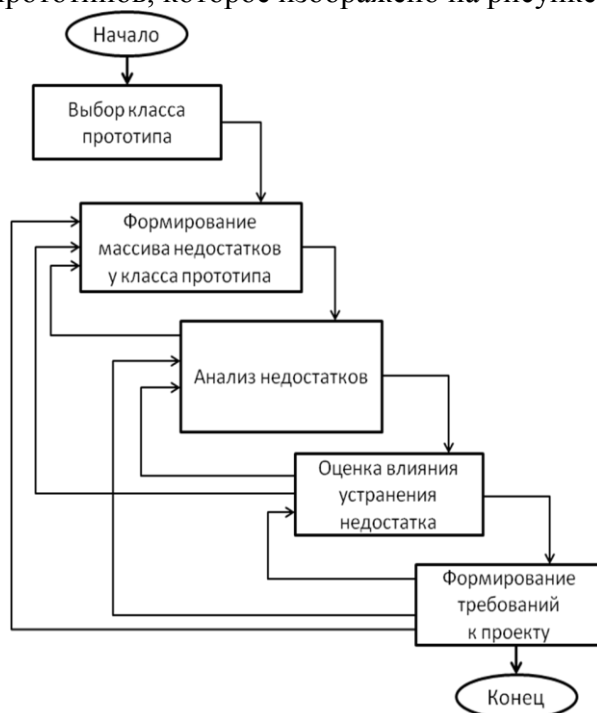 прототипов, которое изображено на рисунке
Начало
Выбор класса
прототипа
Формирование
массива недостатков
у класса прототипа
Анализ недостатков
Оценка влияния
устранения
недостатка
Формирование
требований
к проекту
Конец